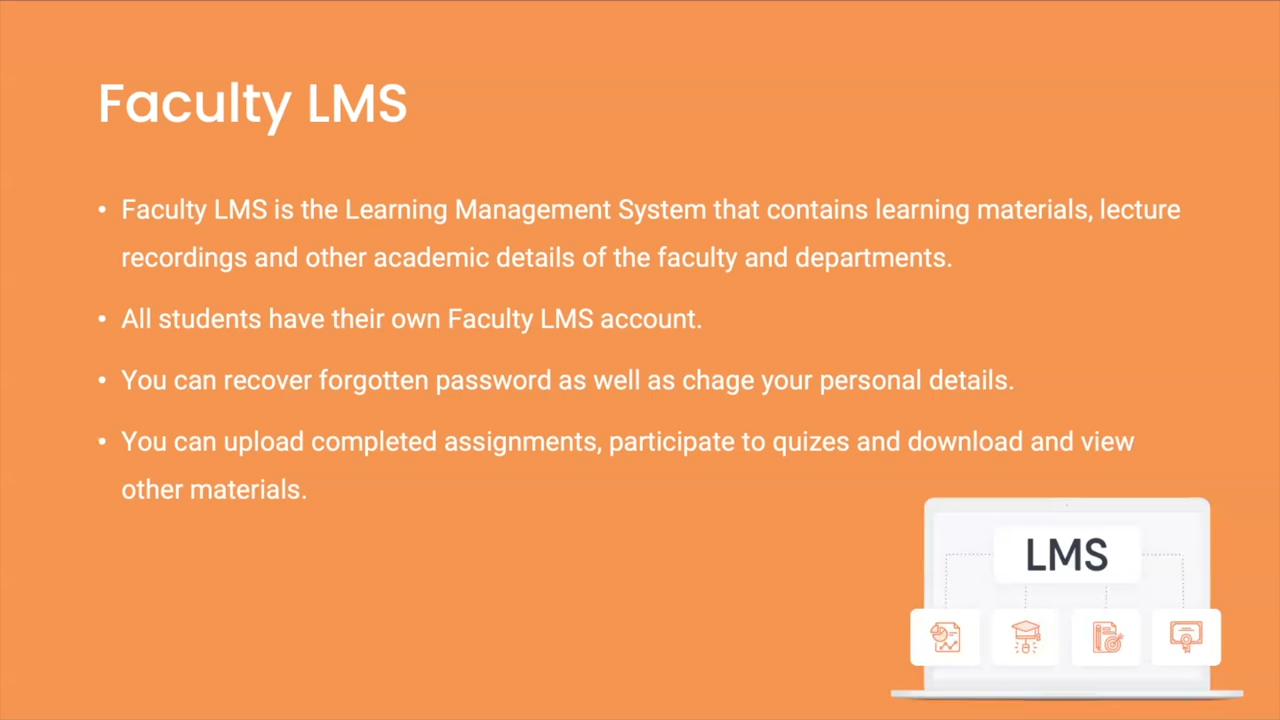 Faculty LMS
• Faculty LMS is the Learning Management System that contains learning materials, lecture
recordings and other academic details of the faculty and departments.
• All students have their own Faculty LMS account.
• You can recover forgotten password as well as chage your personal details.
• You can upload completed assignments, participate to quizes and download and view
other materials.
LMS